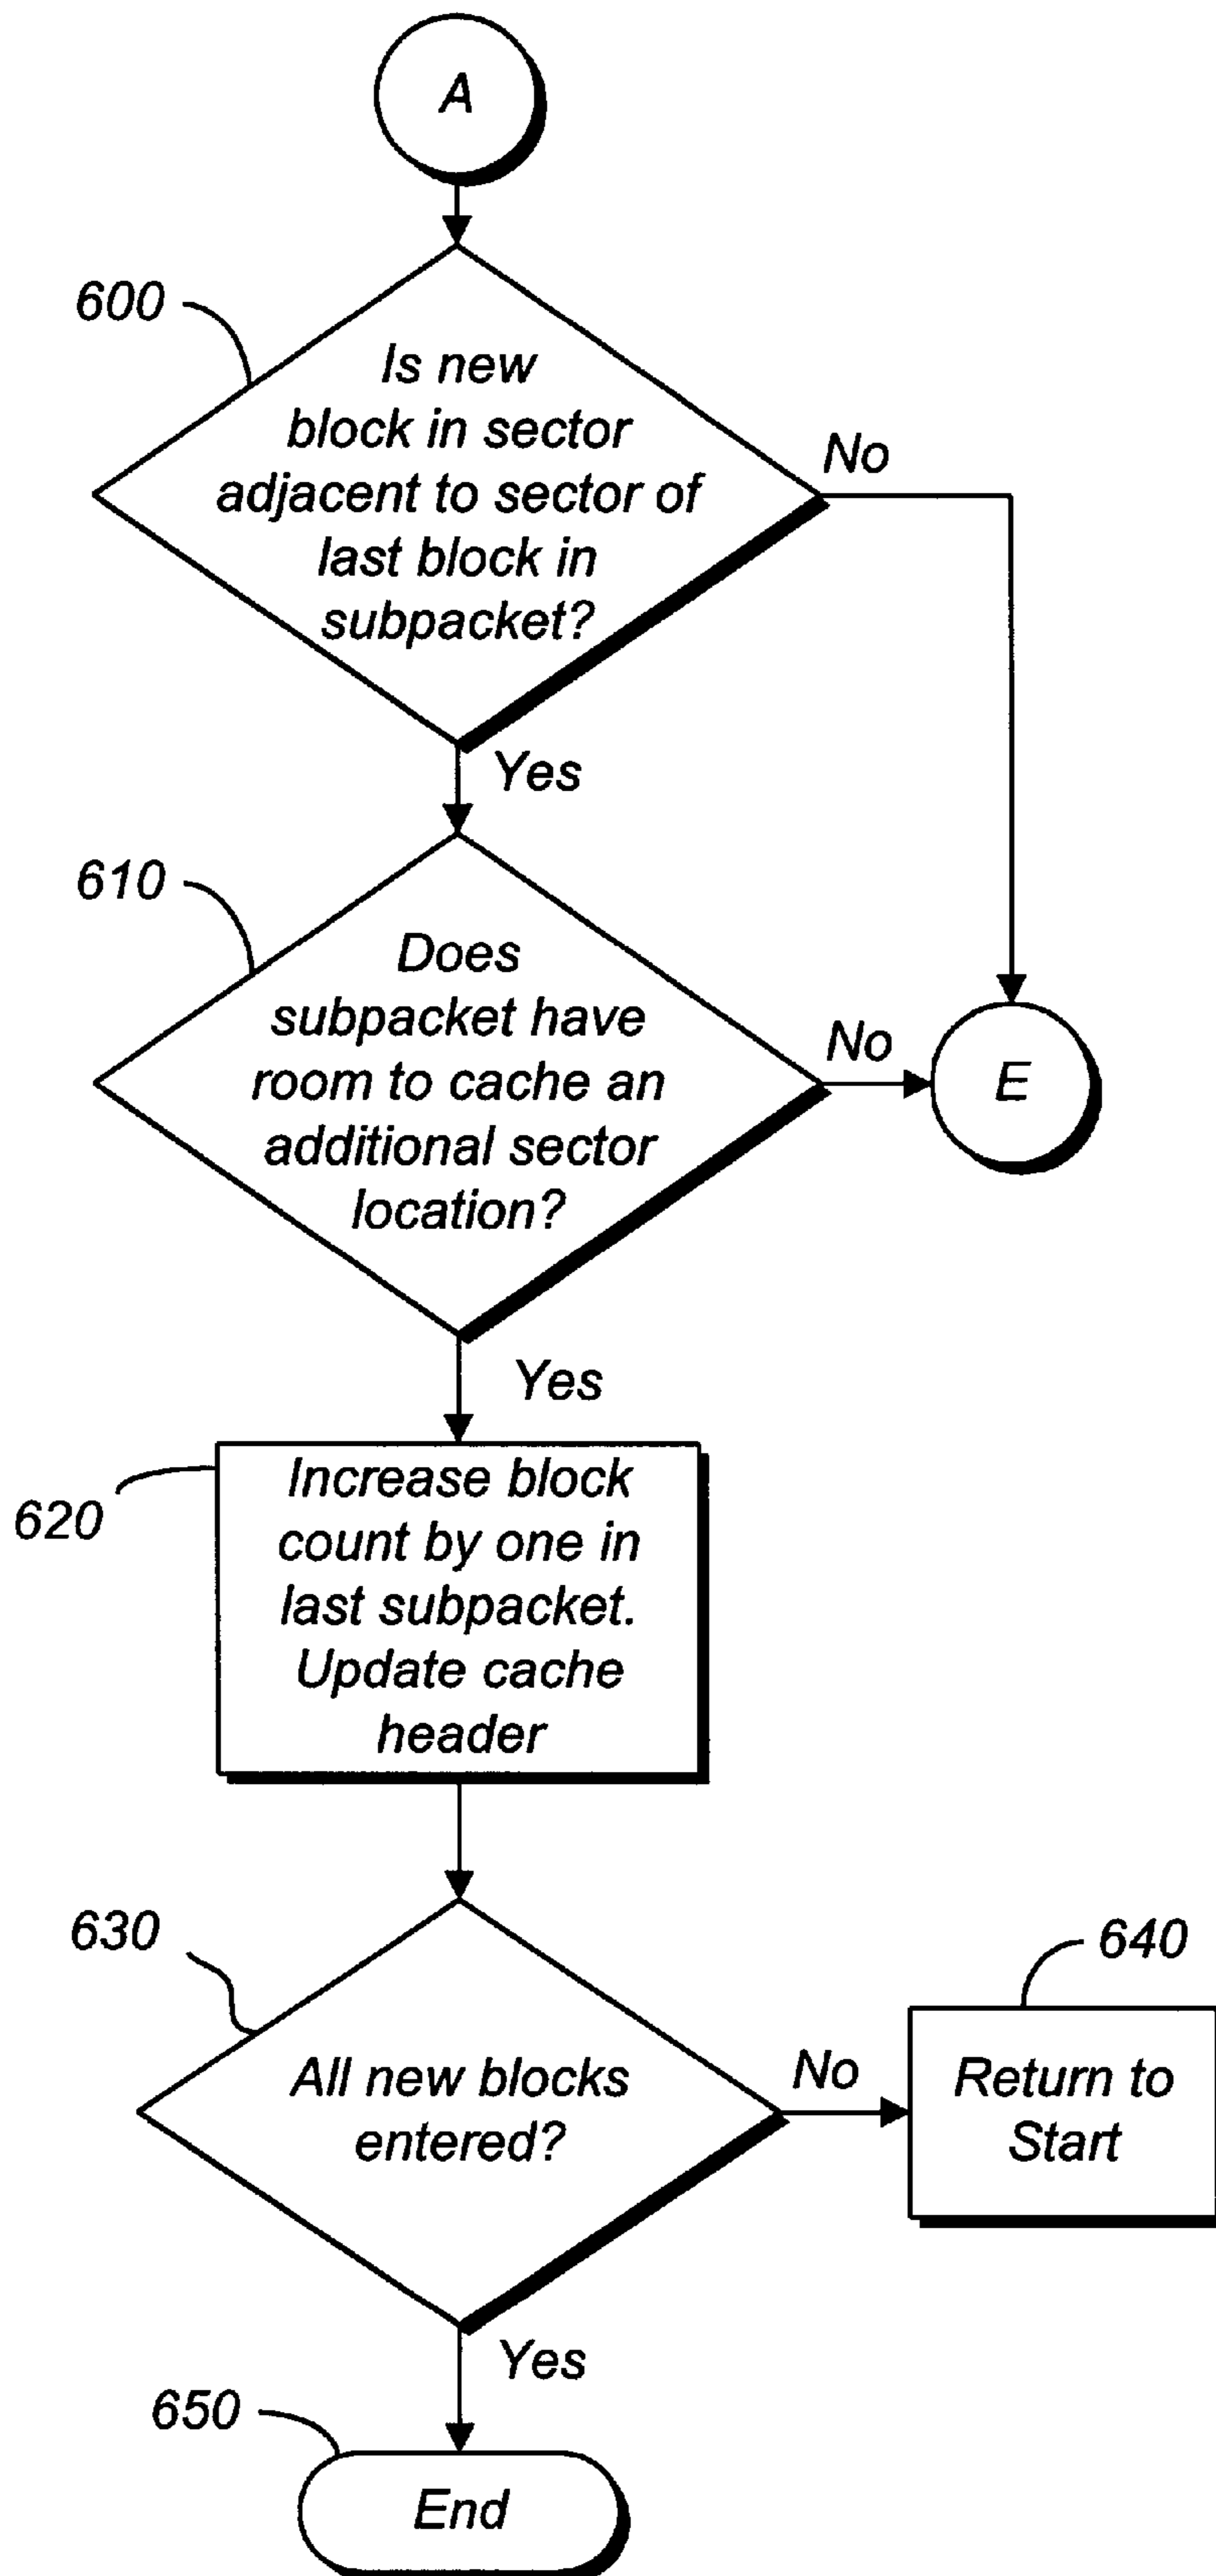 A
600
Is new
block in sector
adjacent to sector of
last block in
subpacket?
No
Yes
610
Does
subpacket have
room to cache an
additional sector
location?
No
E
Yes
620
Increase block
count by one in
last subpacket.
Update cache
header
630
All new blocks
entered?
No
640
Return to
Start
Yes
650
End